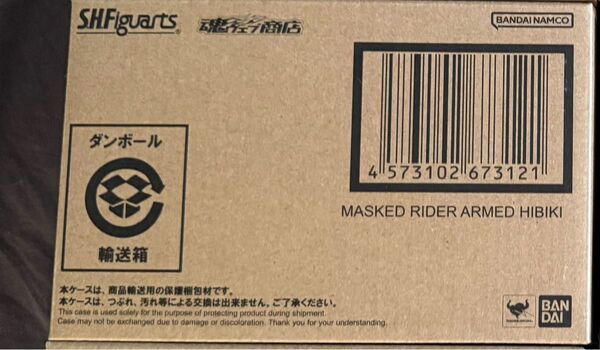 S.H.Figuarts
魂ウェブ商店
BANDAI NAMCO
4 573102 673121
MASKED RIDER ARMED HIBIKI
ダンボール
輸送箱
本ケースは、商品輸送用の保護梱包材です。
本ケースは、つぶれ、汚れ等による交換は出来ません。ご了承ください。
This case is used solely for the purpose of protecting product during shipment.
Case may not be exchanged due to damage or discoloration. Thank you for your understanding.
BAN
DAI